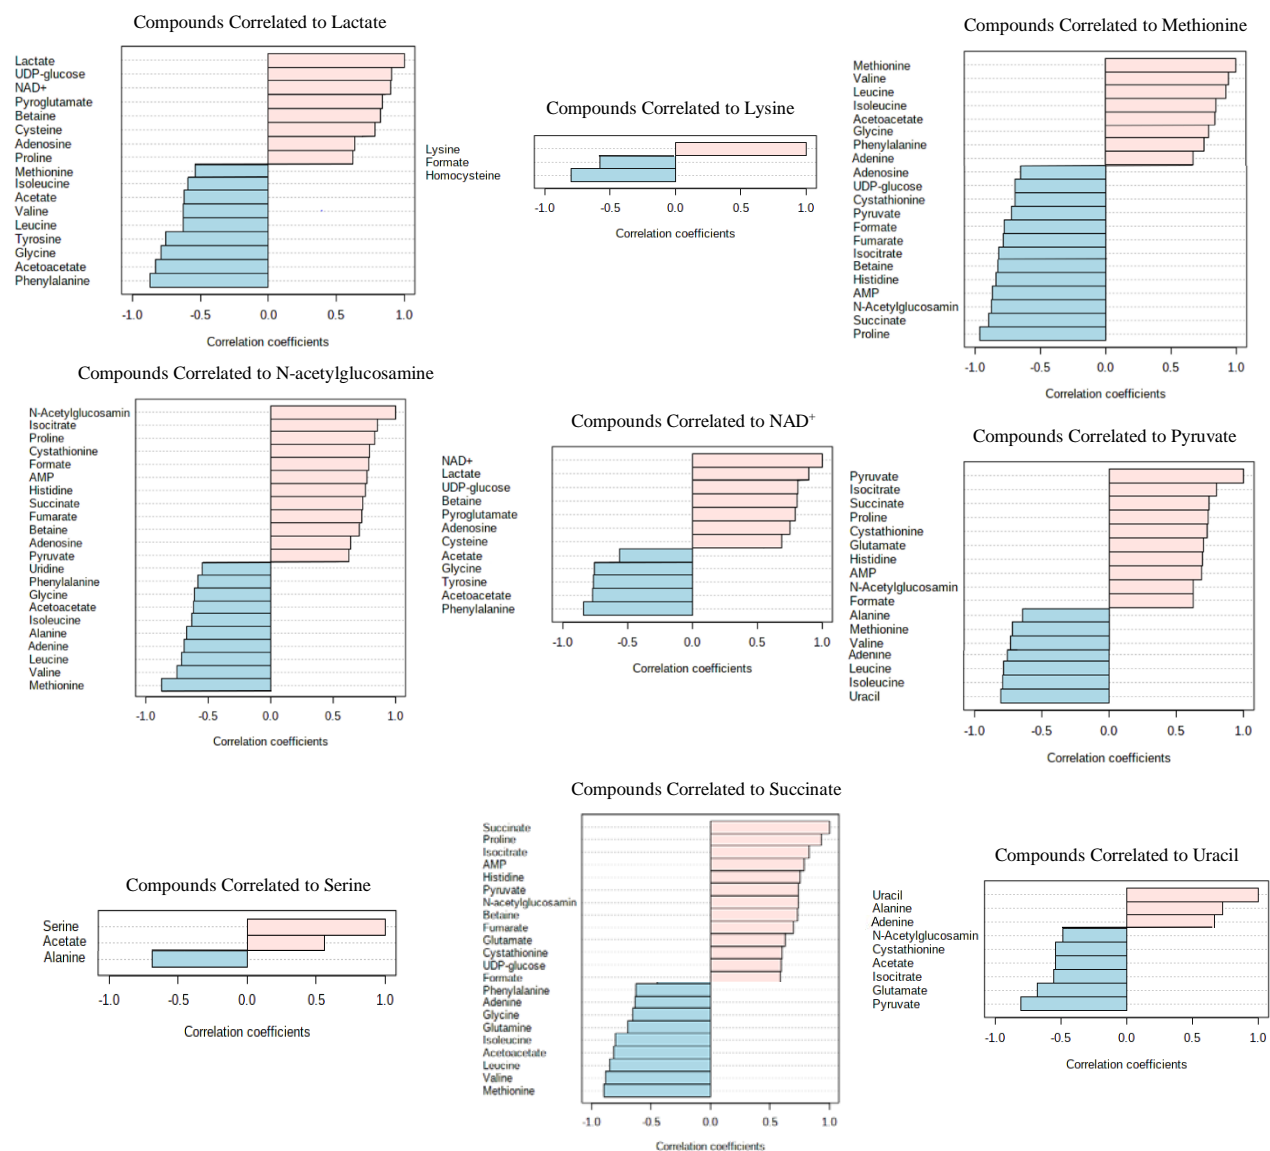 Compounds Correlated to Lactate
Lactate
UDP-glucose
NAD+
Pyroglutamate
Betaine
Cysteine
Adenosine
Proline
Methionine
Isoleucine
Acetate
Valine
Leucine
Tyrosine
Glycine
Acetoacetate
Phenylalanine
-1.0 -0.5 0.0 0.5 1.0
Correlation coefficients
Compounds Correlated to Lysine
Lysine
Formate
Homocysteine
-1.0 -0.5 0.0 0.5 1.0
Correlation coefficients
Compounds Correlated to Methionine
Methionine
Valine
Leucine
Isoleucine
Acetoacetate
Glycine
Phenylalanine
Adenine
Adenosine
UDP-glucose
Cystathionine
Pyruvate
Formate
Fumarate
Isocitrate
Betaine
Histidine
AMP
N-Acetylglucosamin
Succinate
Proline
-1.0 -0.5 0.0 0.5 1.0
Correlation coefficients
Compounds Correlated to N-acetylglucosamine
N-Acetylglucosamin
Isocitrate
Proline
Cystathionine
Formate
AMP
Histidine
Succinate
Fumarate
Betaine
Adenosine
Pyruvate
Uridine
Phenylalanine
Glycine
Acetoacetate
Isoleucine
Alanine
Adenine
Leucine
Valine
Methionine
-1.0 -0.5 0.0 0.5 1.0
Correlation coefficients
Compounds Correlated to NAD+
NAD+
Lactate
UDP-glucose
Betaine
Pyroglutamate
Adenosine
Cysteine
Acetate
Glycine
Tyrosine
Acetoacetate
Phenylalanine
-1.0 -0.5 0.0 0.5 1.0
Correlation coefficients
Compounds Correlated to Pyruvate
Pyruvate
Isocitrate
Succinate
Proline
Cystathionine
Glutamate
Histidine
AMP
N-Acetylglucosamin
Formate
Alanine
Methionine
Valine
Adenine
Leucine
Isoleucine
Uracil
-1.0 -0.5 0.0 0.5 1.0
Correlation coefficients
Compounds Correlated to Serine
Serine
Acetate
Alanine
-1.0 -0.5 0.0 0.5 1.0
Correlation coefficients
Compounds Correlated to Succinate
Succinate
Proline
Isocitrate
AMP
Histidine
Pyruvate
N-acetylglucosamin
Betaine
Fumarate
Glutamate
Cystathionine
UDP-glucose
Formate
Phenylalanine
Adenine
Glycine
Glutamine
Isoleucine
Acetoacetate
Leucine
Valine
Methionine
-1.0 -0.5 0.0 0.5 1.0
Correlation coefficients
Compounds Correlated to Uracil
Uracil
Alanine
Adenine
N-Acetylglucosamin
Cystathionine
Acetate
Isocitrate
Glutamate
Pyruvate
-1.0 -0.5 0.0 0.5 1.0
Correlation coefficients